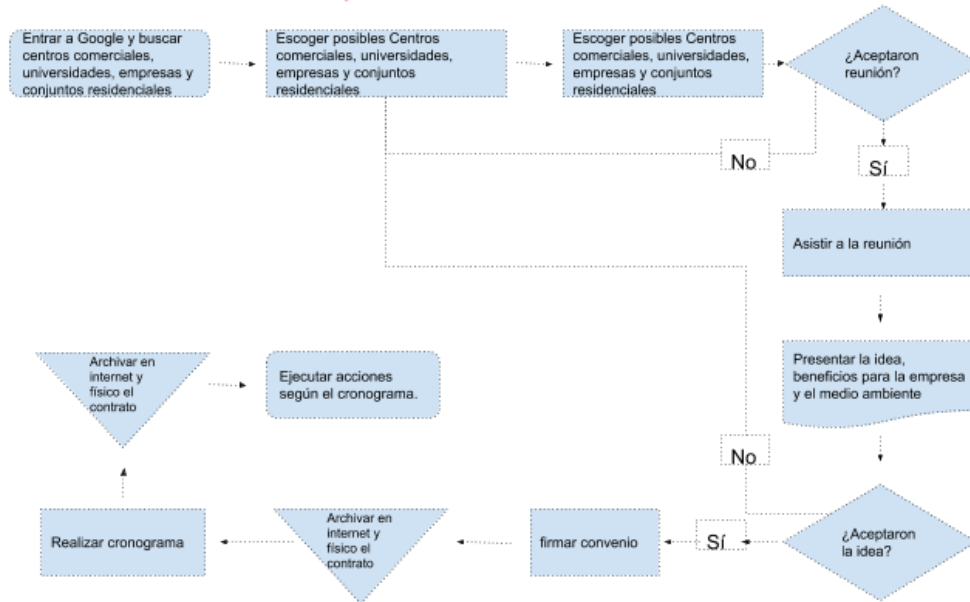 Entrar a Google y buscar
centros comerciales,
universidades, empresas y
conjuntos residenciales
Escoger posibles Centros
comerciales, universidades,
empresas y conjuntos
residenciales
Escoger posibles Centros
comerciales, universidades,
empresas y conjuntos
residenciales
¿Aceptaron
reunión?
No
Sí
Asistir a la reunión
Presentar la idea,
beneficios para la empresa
y el medio ambiente
No
¿Aceptaron
la idea?
Sí
firmar convenio
Archivar en
internet y
físico el
contrato
Realizar cronograma
Archivar en
internet y
físico el
contrato
Ejecutar acciones
según el cronograma.